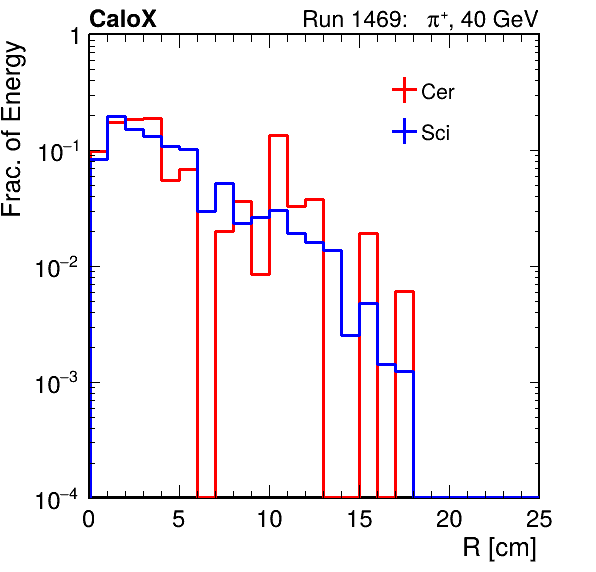 CaloX Run 1469: π⁺, 40 GeV
Frac. of Energy
1
10⁻¹
10⁻²
10⁻³
10⁻⁴
Cer
Sci
0 5 10 15 20 25
R [cm]